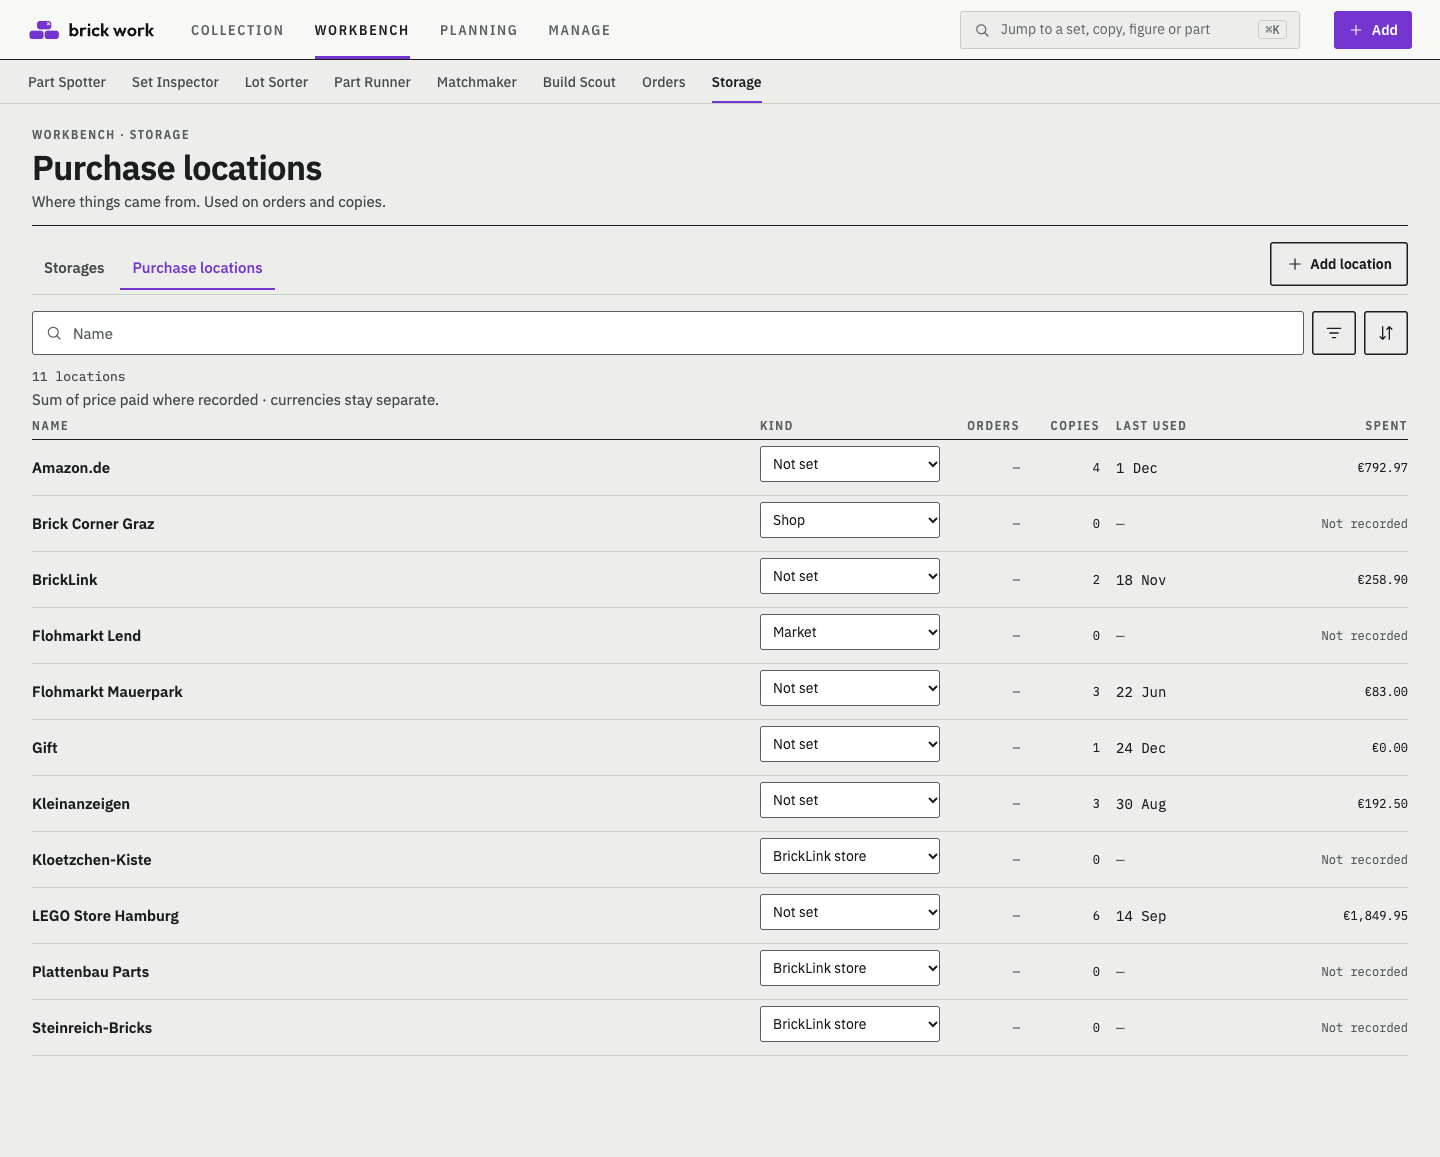 brick work COLLECTION WORKBENCH PLANNING MANAGE Jump to a set, copy, figure or part ⌘K + Add
Part Spotter Set Inspector Lot Sorter Part Runner Matchmaker Build Scout Orders Storage
WORKBENCH · STORAGE
Purchase locations
Where things came from. Used on orders and copies.
Storages Purchase locations + Add location
Name
11 locations
Sum of price paid where recorded · currencies stay separate.
NAME KIND ORDERS COPIES LAST USED SPENT
Amazon.de Not set — 4 1 Dec €792.97
Brick Corner Graz Shop — 0 — Not recorded
BrickLink Not set — 2 18 Nov €258.90
Flohmarkt Lend Market — 0 — Not recorded
Flohmarkt Mauerpark Not set — 3 22 Jun €83.00
Gift Not set — 1 24 Dec €0.00
Kleinanzeigen Not set — 3 30 Aug €192.50
Kloetzchen-Kiste BrickLink store — 0 — Not recorded
LEGO Store Hamburg Not set — 6 14 Sep €1,849.95
Plattenbau Parts BrickLink store — 0 — Not recorded
Steinreich-Bricks BrickLink store — 0 — Not recorded